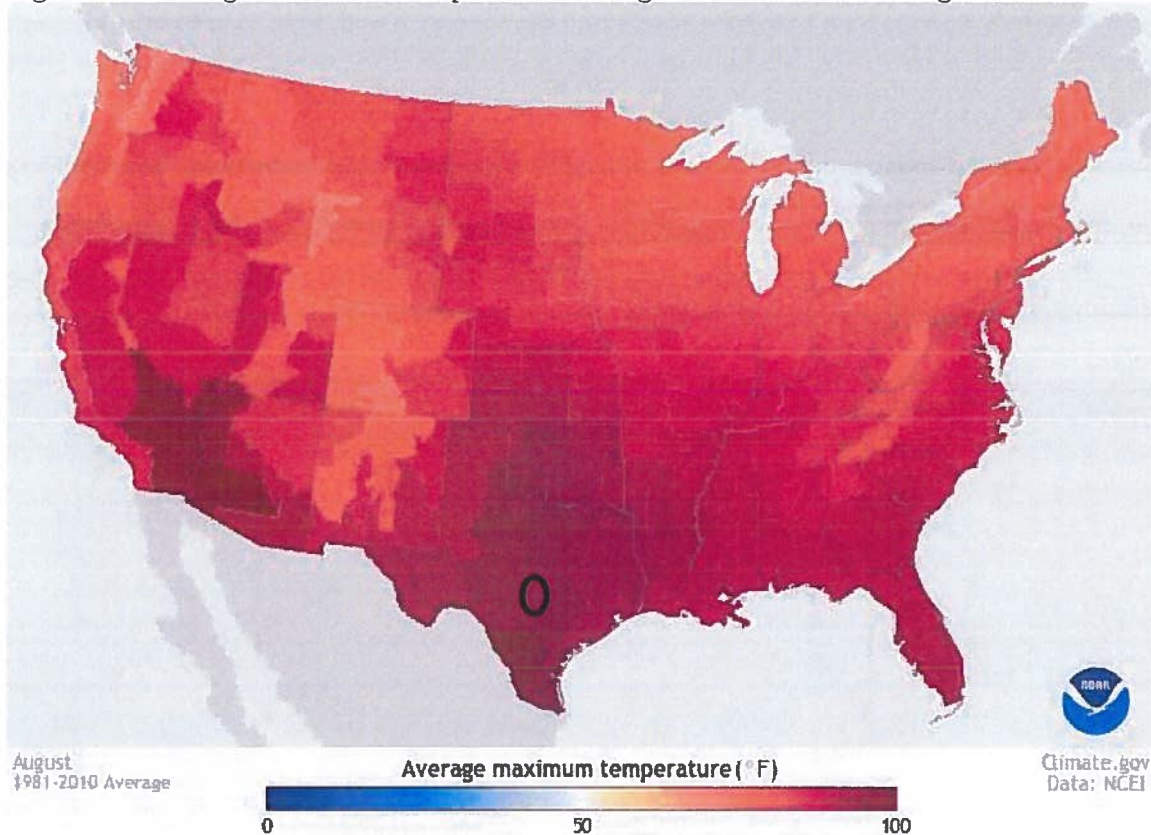 NOAA
August
1981-2010 Average
Average maximum temperature (°F)
0
50
100
Climate.gov
Data: NCEI